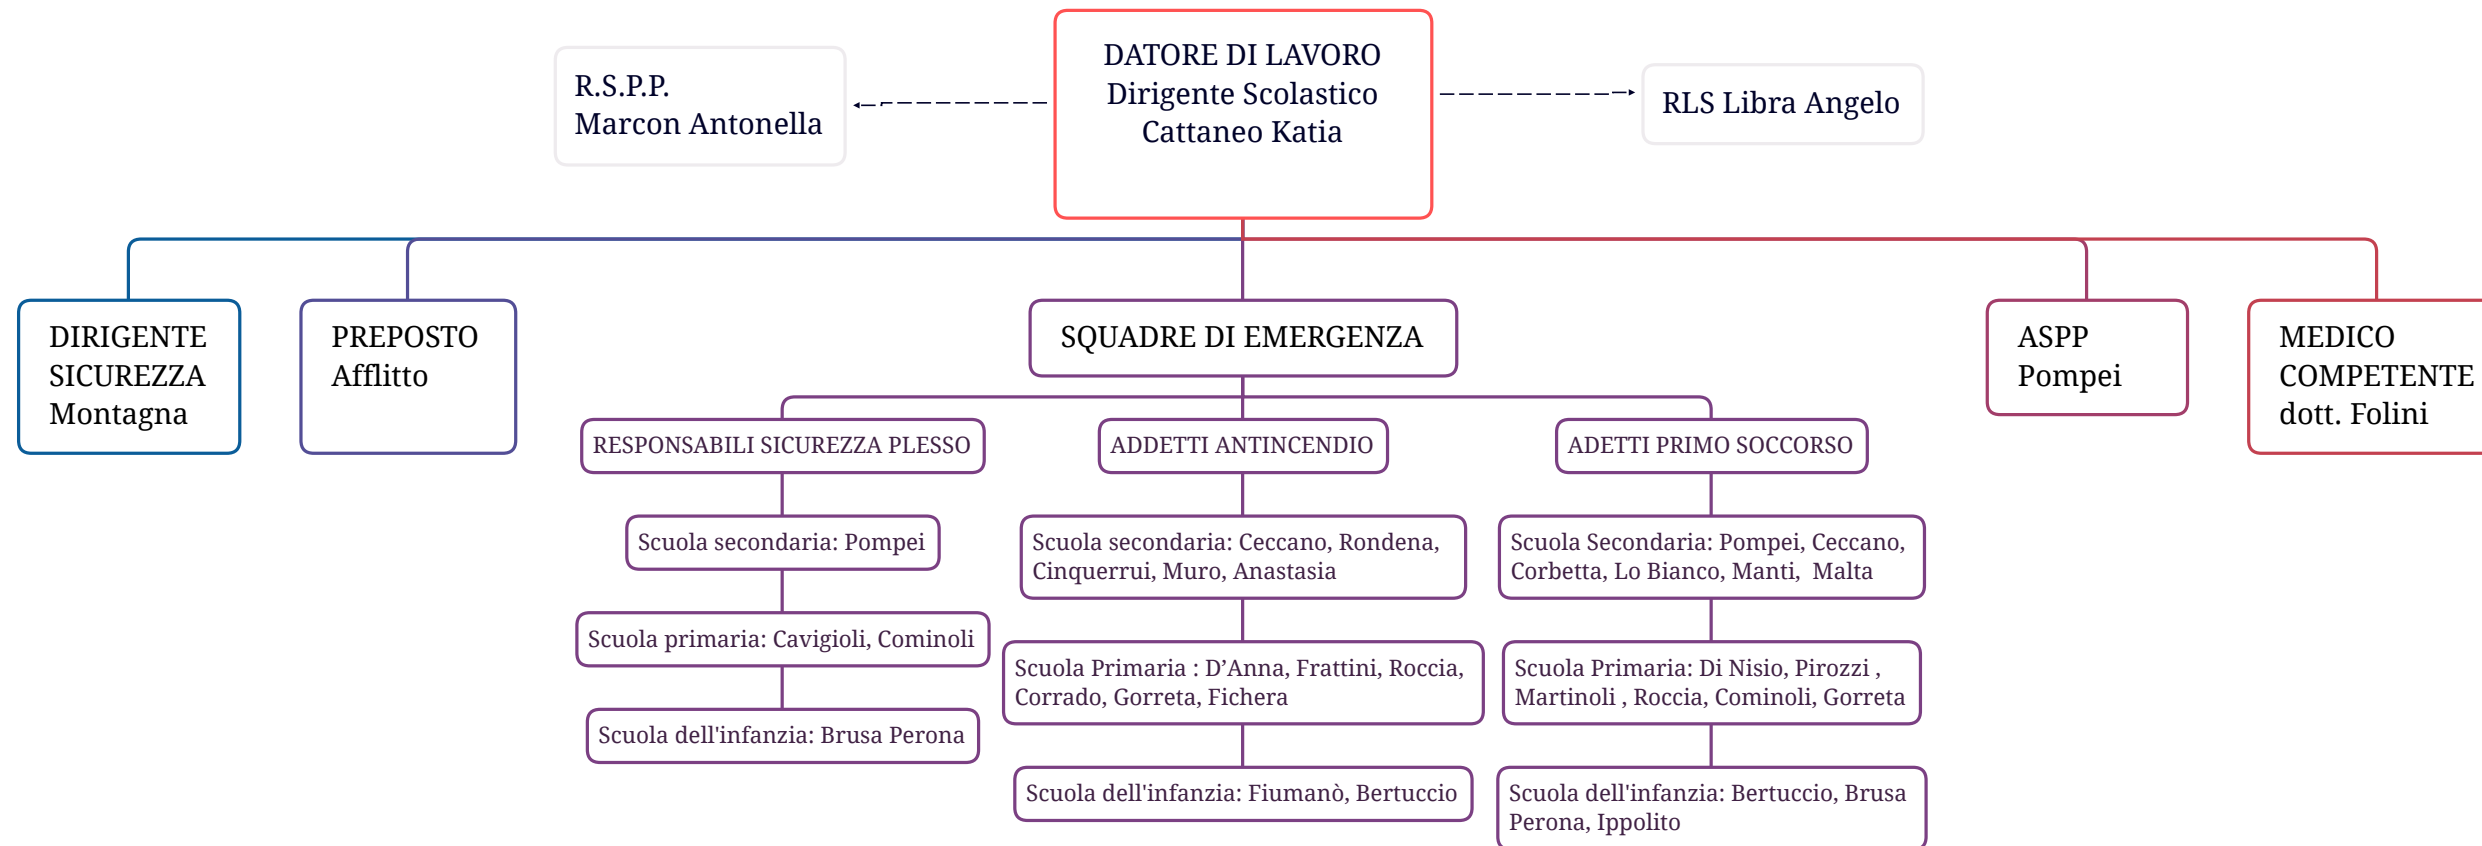 DATORE DI LAVORO
Dirigente Scolastico
Cattaneo Katia
R.S.P.P.
Marcon Antonella
RLS Libra Angelo
DIRIGENTE
SICUREZZA
Montagna
PREPOSTO
Afflitto
SQUADRE DI EMERGENZA
ASPP
Pompei
MEDICO
COMPETENTE
dott. Folini
RESPONSABILI SICUREZZA PLESSO
Scuola secondaria: Pompei
Scuola primaria: Cavigioli, Cominoli
Scuola dell'infanzia: Brusa Perona
ADDETTI ANTINCENDIO
Scuola secondaria: Ceccano, Rondena,
Cinquerrui, Muro, Anastasia
Scuola Primaria : D’Anna, Frattini, Roccia,
Corrado, Gorreta, Fichera
Scuola dell'infanzia: Fiumanò, Bertuccio
ADETTI PRIMO SOCCORSO
Scuola Secondaria: Pompei, Ceccano,
Corbetta, Lo Bianco, Manti,  Malta
Scuola Primaria: Di Nisio, Pirozzi ,
Martinoli , Roccia, Cominoli, Gorreta
Scuola dell'infanzia: Bertuccio, Brusa
Perona, Ippolito